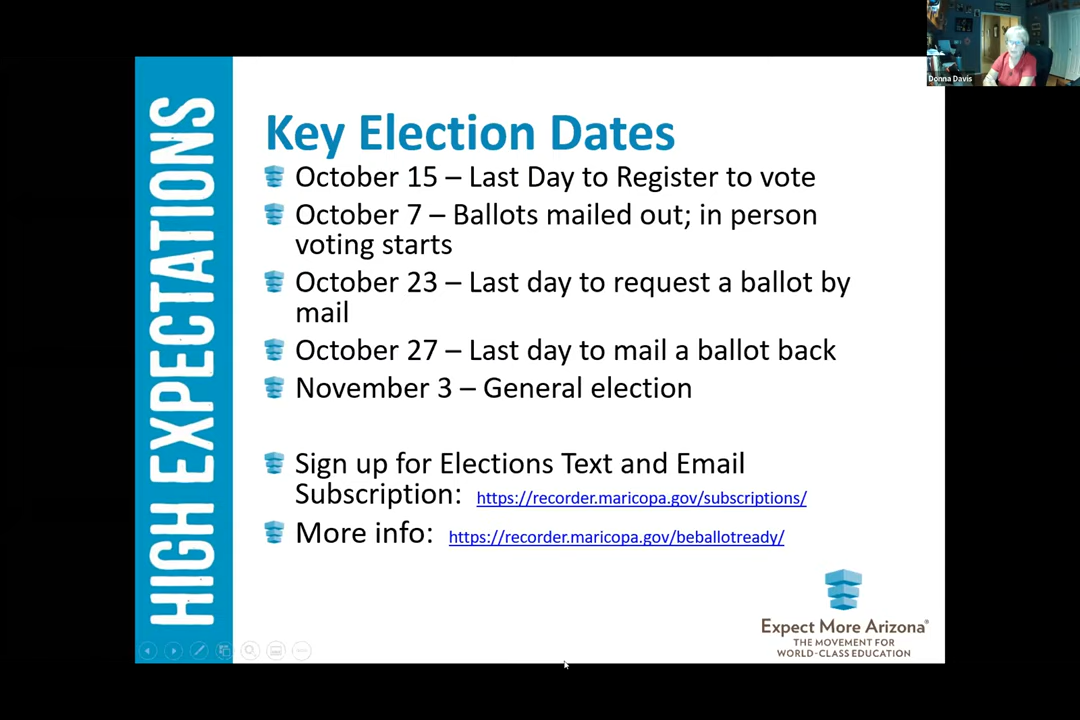 Donna Davis
HIGH EXPECTATIONS
Key Election Dates
October 15 – Last Day to Register to vote
October 7 – Ballots mailed out; in person
voting starts
October 23 – Last day to request a ballot by
mail
October 27 – Last day to mail a ballot back
November 3 – General election
Sign up for Elections Text and Email
Subscription: https://recorder.maricopa.gov/subscriptions/
More info: https://recorder.maricopa.gov/beballotready/
Expect More Arizona®
THE MOVEMENT FOR
WORLD-CLASS EDUCATION